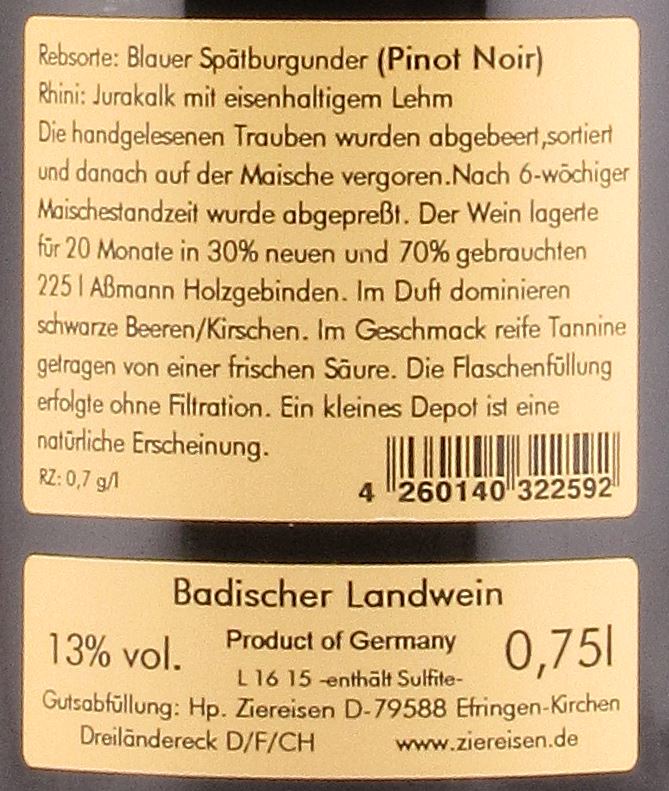 Rebsorte: Blauer Spätburgunder (Pinot Noir)
Rhini: Jurakalk mit eisenhaltigem Lehm
Die handgelesenen Trauben wurden abgebeert,sortiert
und danach auf der Maische vergoren.Nach 6-wöchiger
Maischestandzeit wurde abgepreßt. Der Wein lagerte
für 20 Monate in 30% neuen und 70% gebrauchten
225 l Aßmann Holzgebinden. Im Duft dominieren
schwarze Beeren/Kirschen. Im Geschmack reife Tannine
getragen von einer frischen Säure. Die Flaschenfüllung
erfolgte ohne Filtration. Ein kleines Depot ist eine
natürliche Erscheinung.
RZ: 0,7 g/l
4 260140 322592
Badischer Landwein
13% vol. Product of Germany 0,75l
L 16 15 -enthält Sulfite-
Gutsabfüllung: Hp. Ziereisen D-79588 Efringen-Kirchen
Dreiländereck D/F/CH www.ziereisen.de